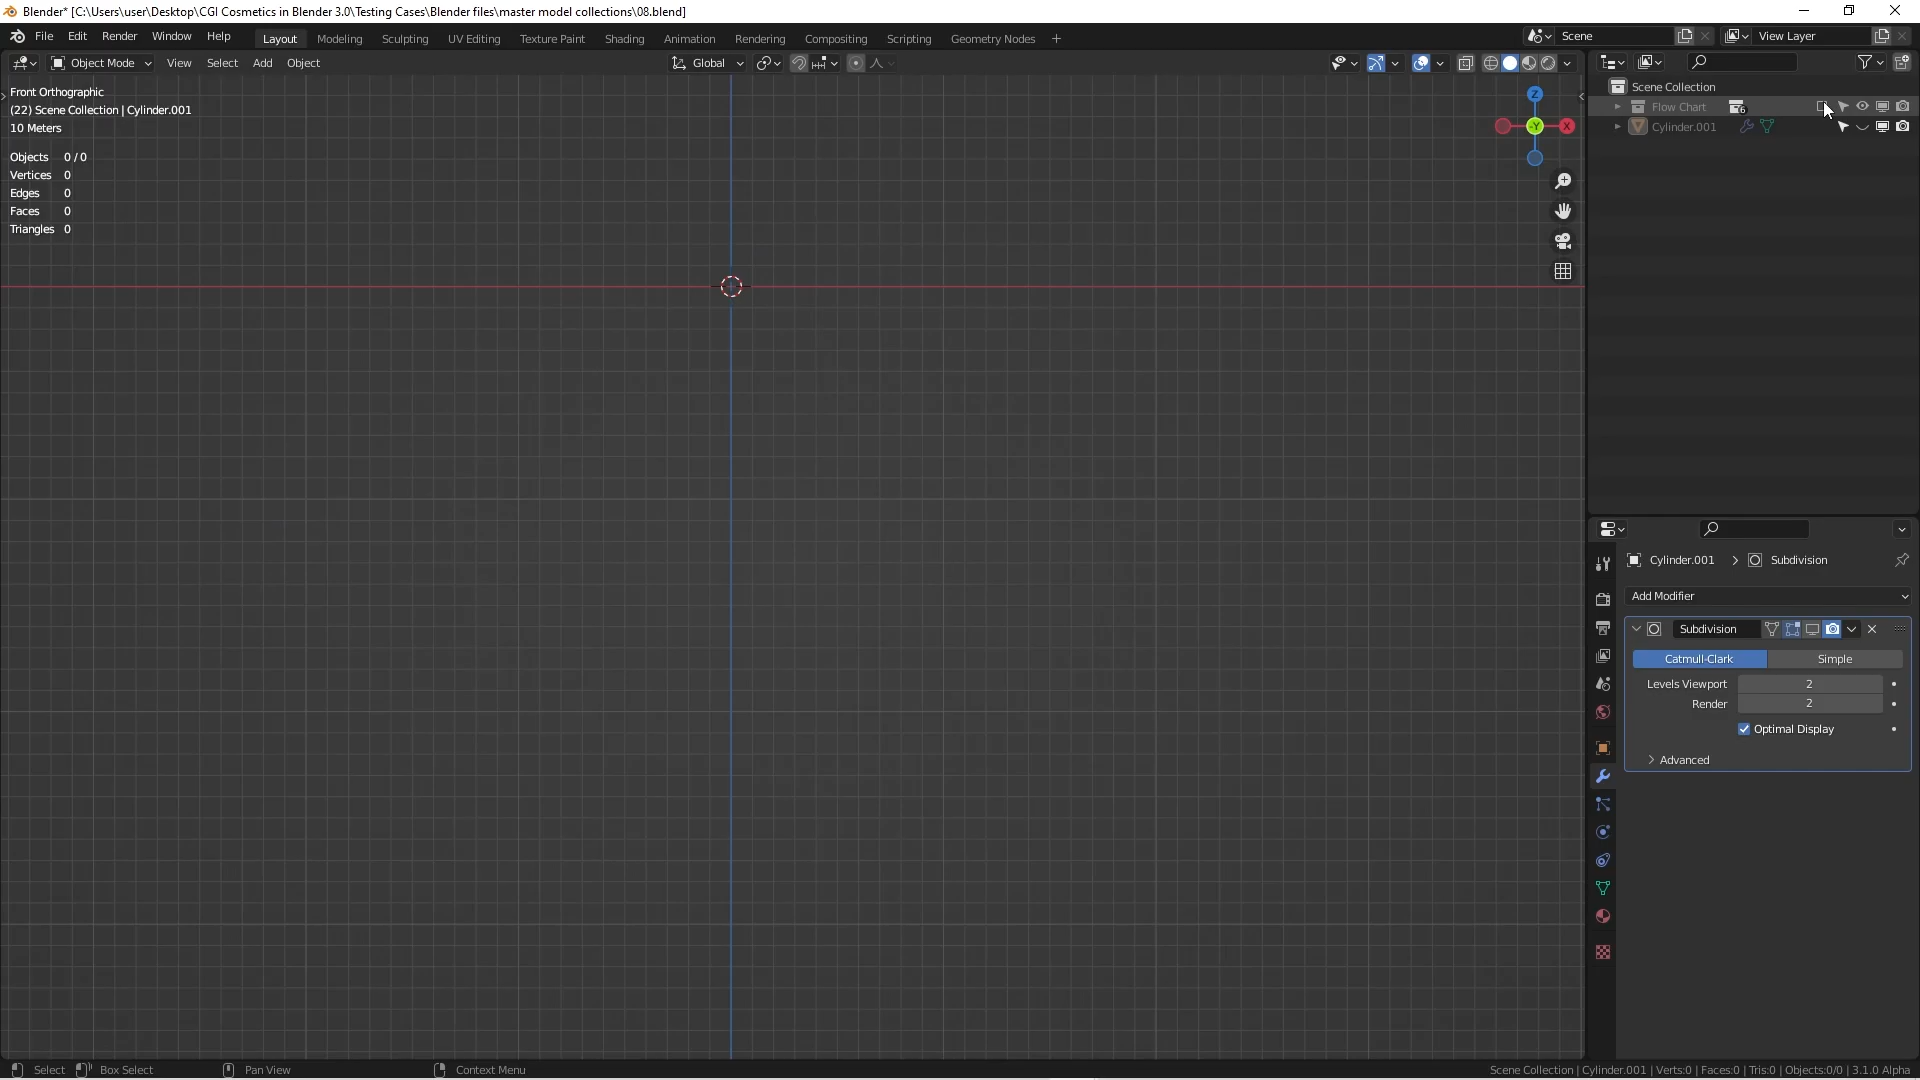 Blender* [C:\Users\user\Desktop\CGI Cosmetics in Blender 3.0\Testing Cases\Blender files\master model collections\08.blend]
File Edit Render Window Help Layout Modeling Sculpting UV Editing Texture Paint Shading Animation Rendering Compositing Scripting Geometry Nodes + Scene View Layer
Object Mode View Select Add Object Global
Front Orthographic
(22) Scene Collection | Cylinder.001
10 Meters
Objects 0 / 0
Vertices 0
Edges 0
Faces 0
Triangles 0
Z
-Y
X
Scene Collection
Flow Chart 6
Cylinder.001
Cylinder.001 > Subdivision
Add Modifier
Subdivision
Catmull-Clark Simple
Levels Viewport 2
Render 2
Optimal Display
Advanced
Select Box Select Pan View Context Menu Scene Collection | Cylinder.001 | Verts:0 | Faces:0 | Tris:0 | Objects:0/0 | 3.1.0 Alpha